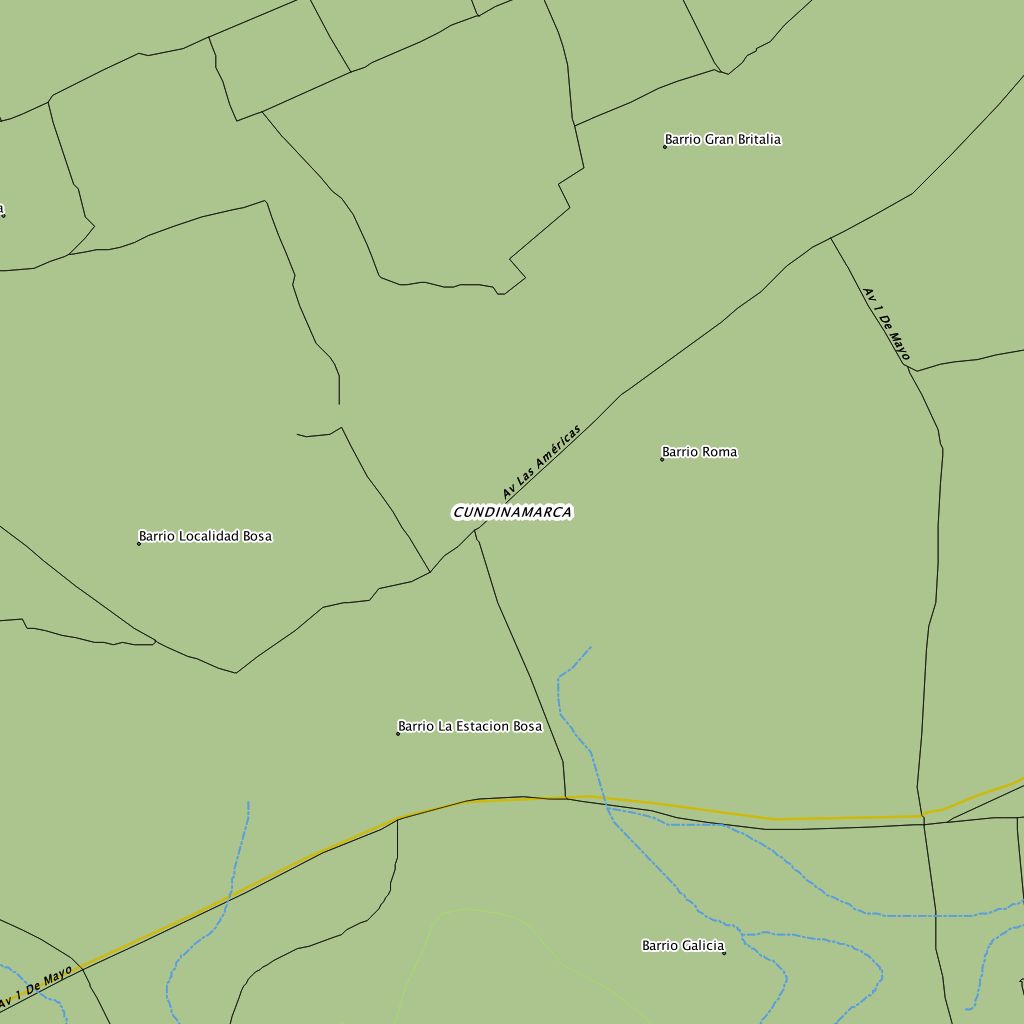 Barrio Gran Britalia
a
Av 1 De Mayo
Av Las Américas
Barrio Roma
CUNDINAMARCA
Barrio Localidad Bosa
Barrio La Estacion Bosa
Barrio Galicia
Av 1 De Mayo